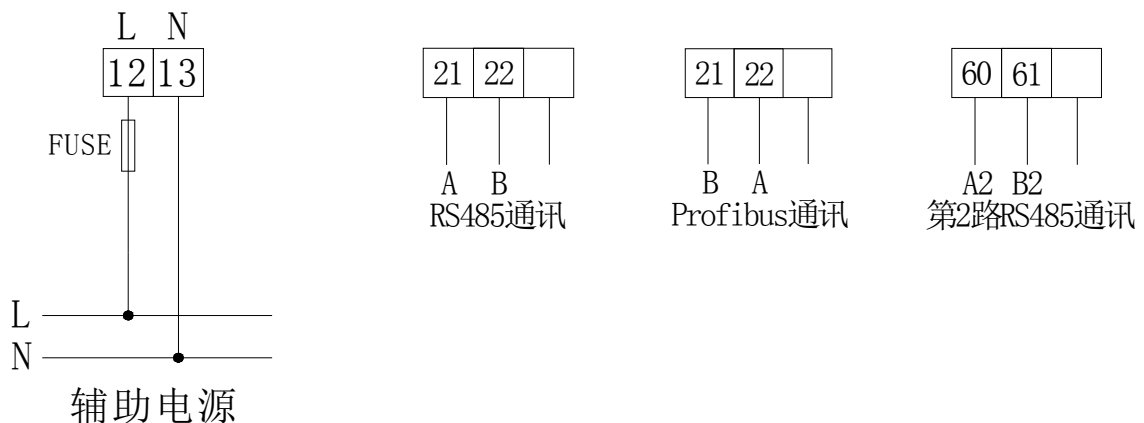 L N
12 13
FUSE
L
N
辅助电源
21 22
A B
RS485通讯
21 22
B A
Profibus通讯
60 61
A2 B2
第2路RS485通讯